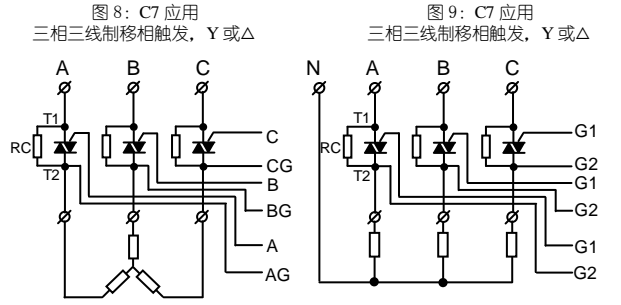 图 8：C7 应用
三相三线制移相触发，Y 或△
A B C
T1
RC
T2
C
CG
B
BG
A
AG
图 9：C7 应用
三相三线制移相触发，Y 或△
N A B C
T1
RC
T2
G1
G2
G1
G2
G1
G2